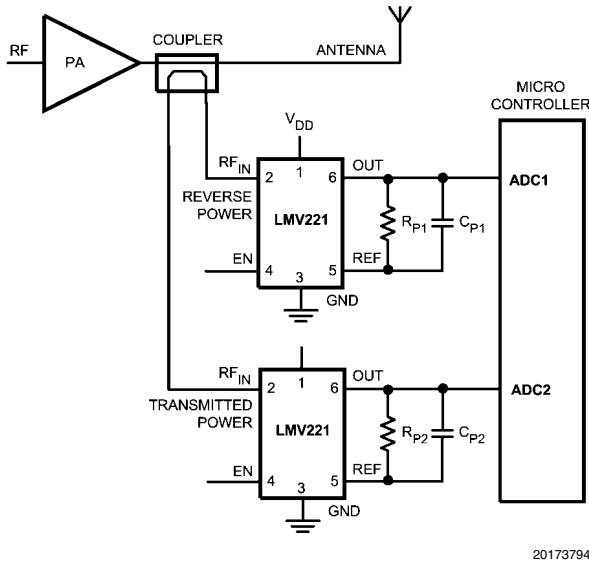 RF
PA
COUPLER
ANTENNA
MICRO
CONTROLLER
VDD
RFIN
2
1
6
OUT
REVERSE
POWER
LMV221
RP1
CP1
ADC1
EN
4
3
5
REF
GND
RFIN
2
1
6
OUT
TRANSMITTED
POWER
LMV221
RP2
CP2
ADC2
EN
4
3
5
REF
GND
20173794